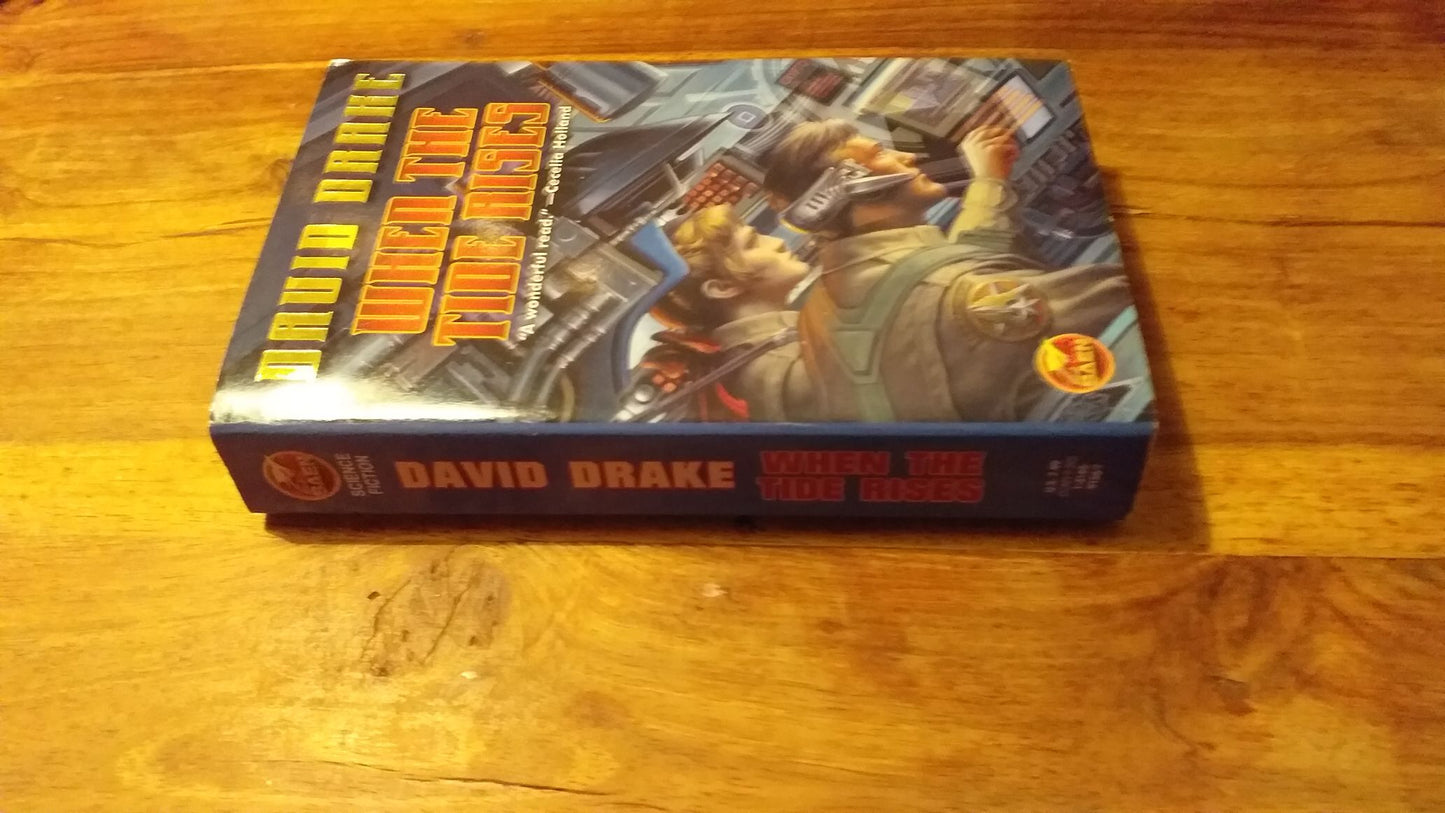 DAVID DRAKE
WHEN THE
TIDE RISES
"A wonderful read." —Cecelia Holland
BAEN
BAEN
SCIENCE
FICTION
DAVID DRAKE
WHEN THE
TIDE RISES